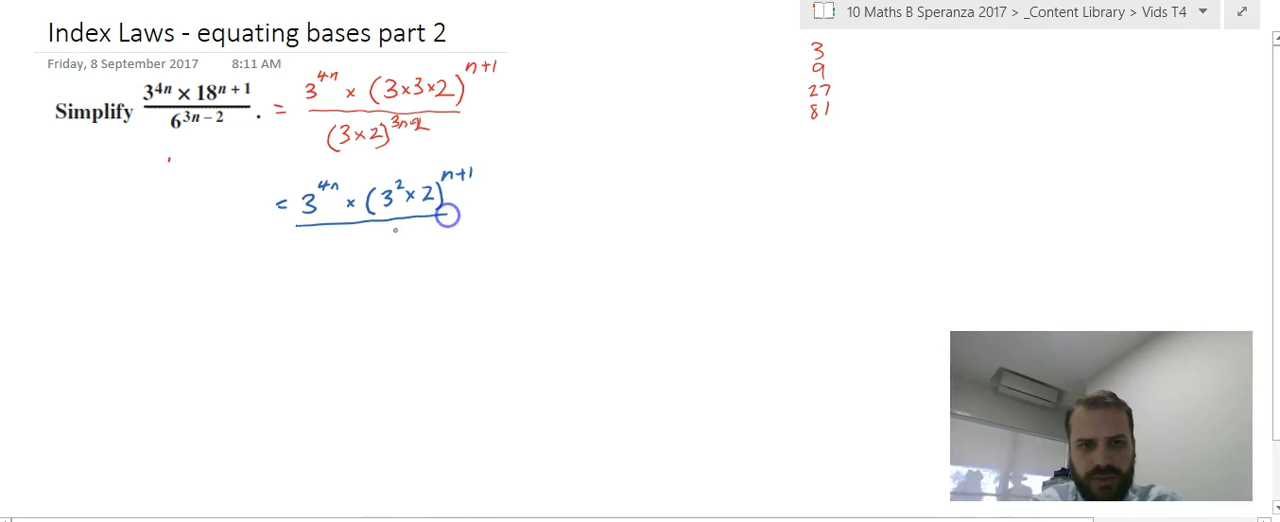 Index Laws - equating bases part 2
10 Maths B Speranza 2017 > _Content Library > Vids T4
Friday, 8 September 2017 8:11 AM
Simplify 3^{4n} × 18^{n + 1} / 6^{3n – 2} . = 3^{4n} × (3×3×2)^{n+1} / (3×2)^{3n-2}
= 3^{4n} × (3^2 × 2)^{n+1}
3
9
27
81